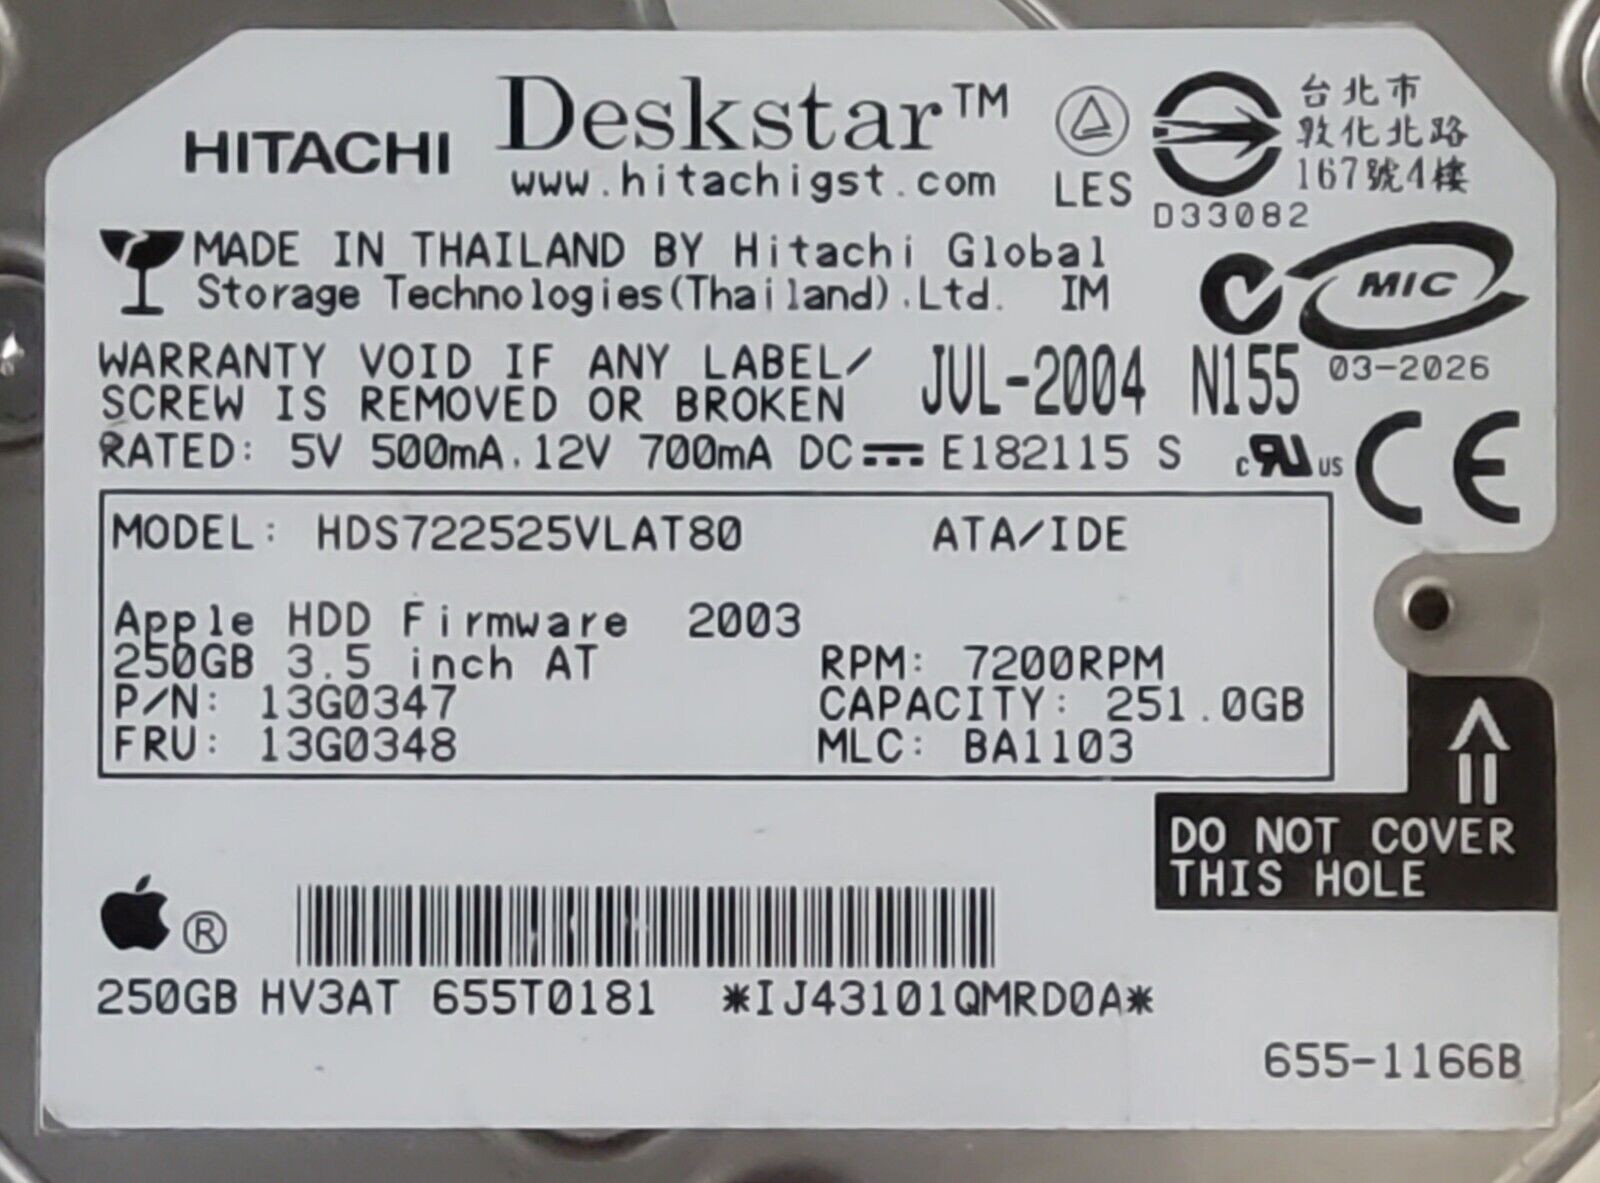 HITACHI
Deskstar™
www.hitachigst.com
LES
台北市
敦化北路
167號4樓
D33082
MADE IN THAILAND BY Hitachi Global
Storage Technologies(Thailand).Ltd. IM
MIC
WARRANTY VOID IF ANY LABEL/
SCREW IS REMOVED OR BROKEN
JUL-2004 N155
03-2026
RATED: 5V 500mA.12V 700mA DC E182115 S
c RU US
CE
MODEL: HDS722525VLAT80 ATA/IDE
Apple HDD Firmware 2003
250GB 3.5 inch AT
RPM: 7200RPM
P/N: 13G0347
CAPACITY: 251.0GB
FRU: 13G0348
MLC: BA1103
DO NOT COVER
THIS HOLE
®
250GB HV3AT 655T0181 *IJ43101QMRD0A*
655-1166B